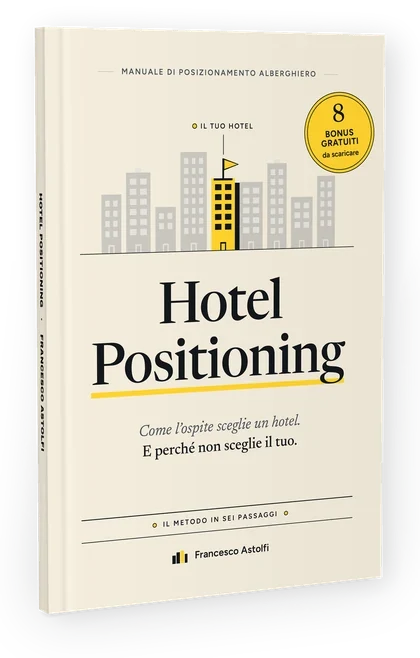 MANUALE DI POSIZIONAMENTO ALBERGHIERO
8
BONUS
GRATUITI
da scaricare
IL TUO HOTEL
Hotel
Positioning
Come l'ospite sceglie un hotel.
E perché non sceglie il tuo.
IL METODO IN SEI PASSAGGI
Francesco Astolfi
HOTEL POSITIONING · FRANCESCO ASTOLFI